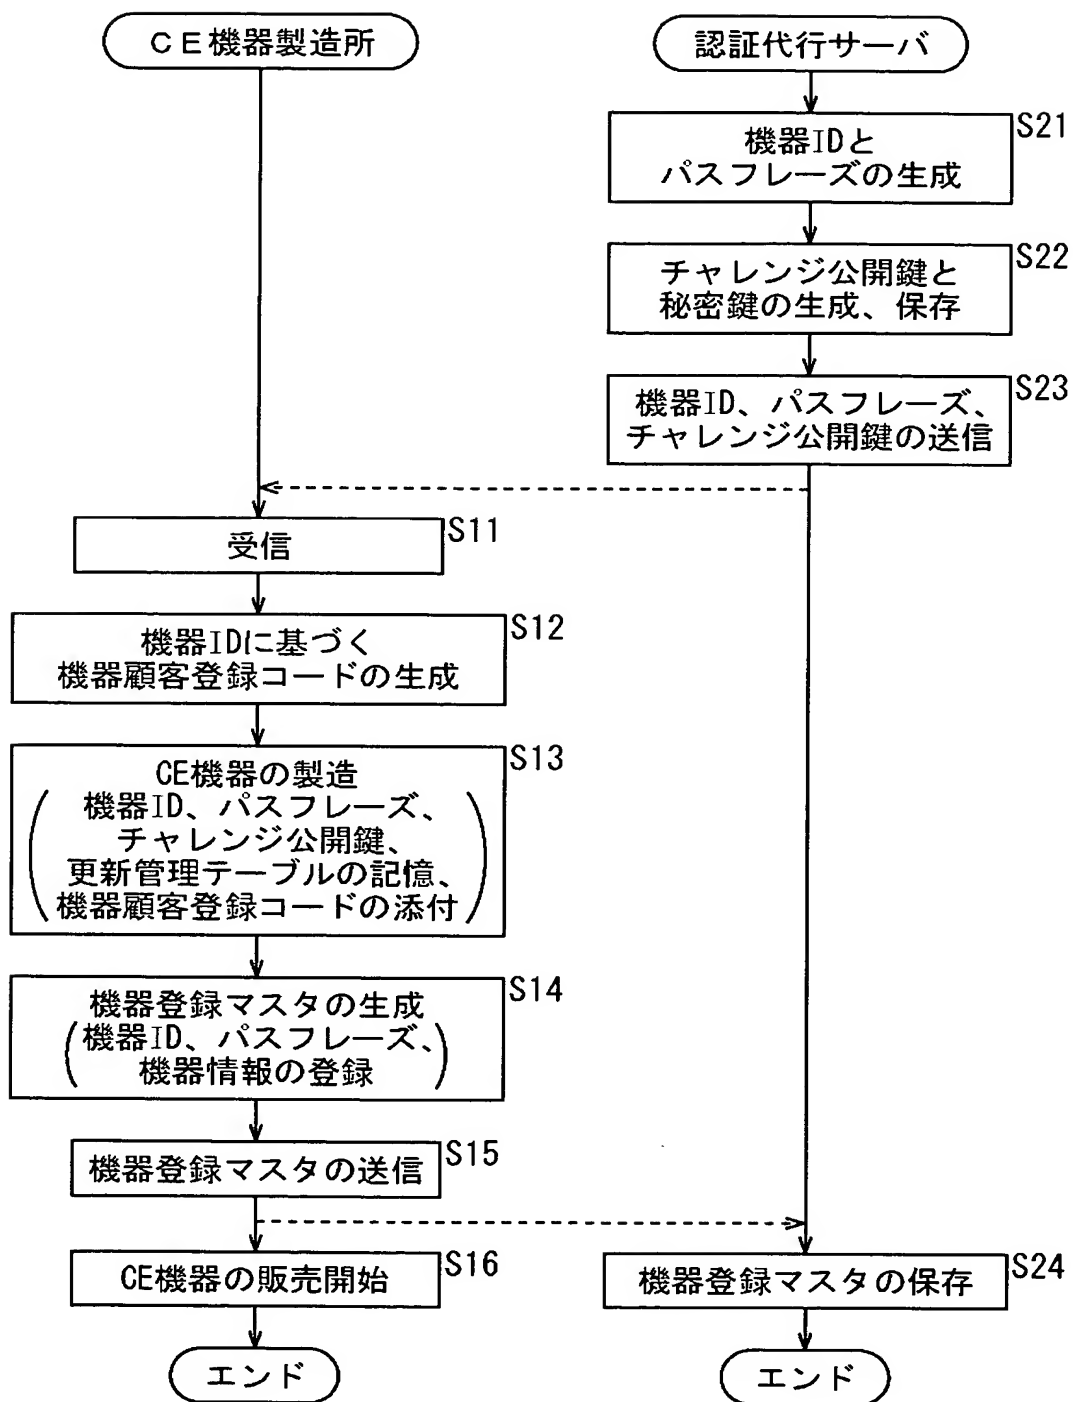 ＣＥ機器製造所
認証代行サーバ
S21
機器IDと
パスフレーズの生成
S22
チャレンジ公開鍵と
秘密鍵の生成、保存
S23
機器ID、パスフレーズ、
チャレンジ公開鍵の送信
受信
S11
機器IDに基づく
機器顧客登録コードの生成
S12
CE機器の製造
機器ID、パスフレーズ、
チャレンジ公開鍵、
更新管理テーブルの記憶、
機器顧客登録コードの添付
S13
機器登録マスタの生成
機器ID、パスフレーズ、
機器情報の登録
S14
機器登録マスタの送信
S15
CE機器の販売開始
S16
機器登録マスタの保存
S24
エンド
エンド